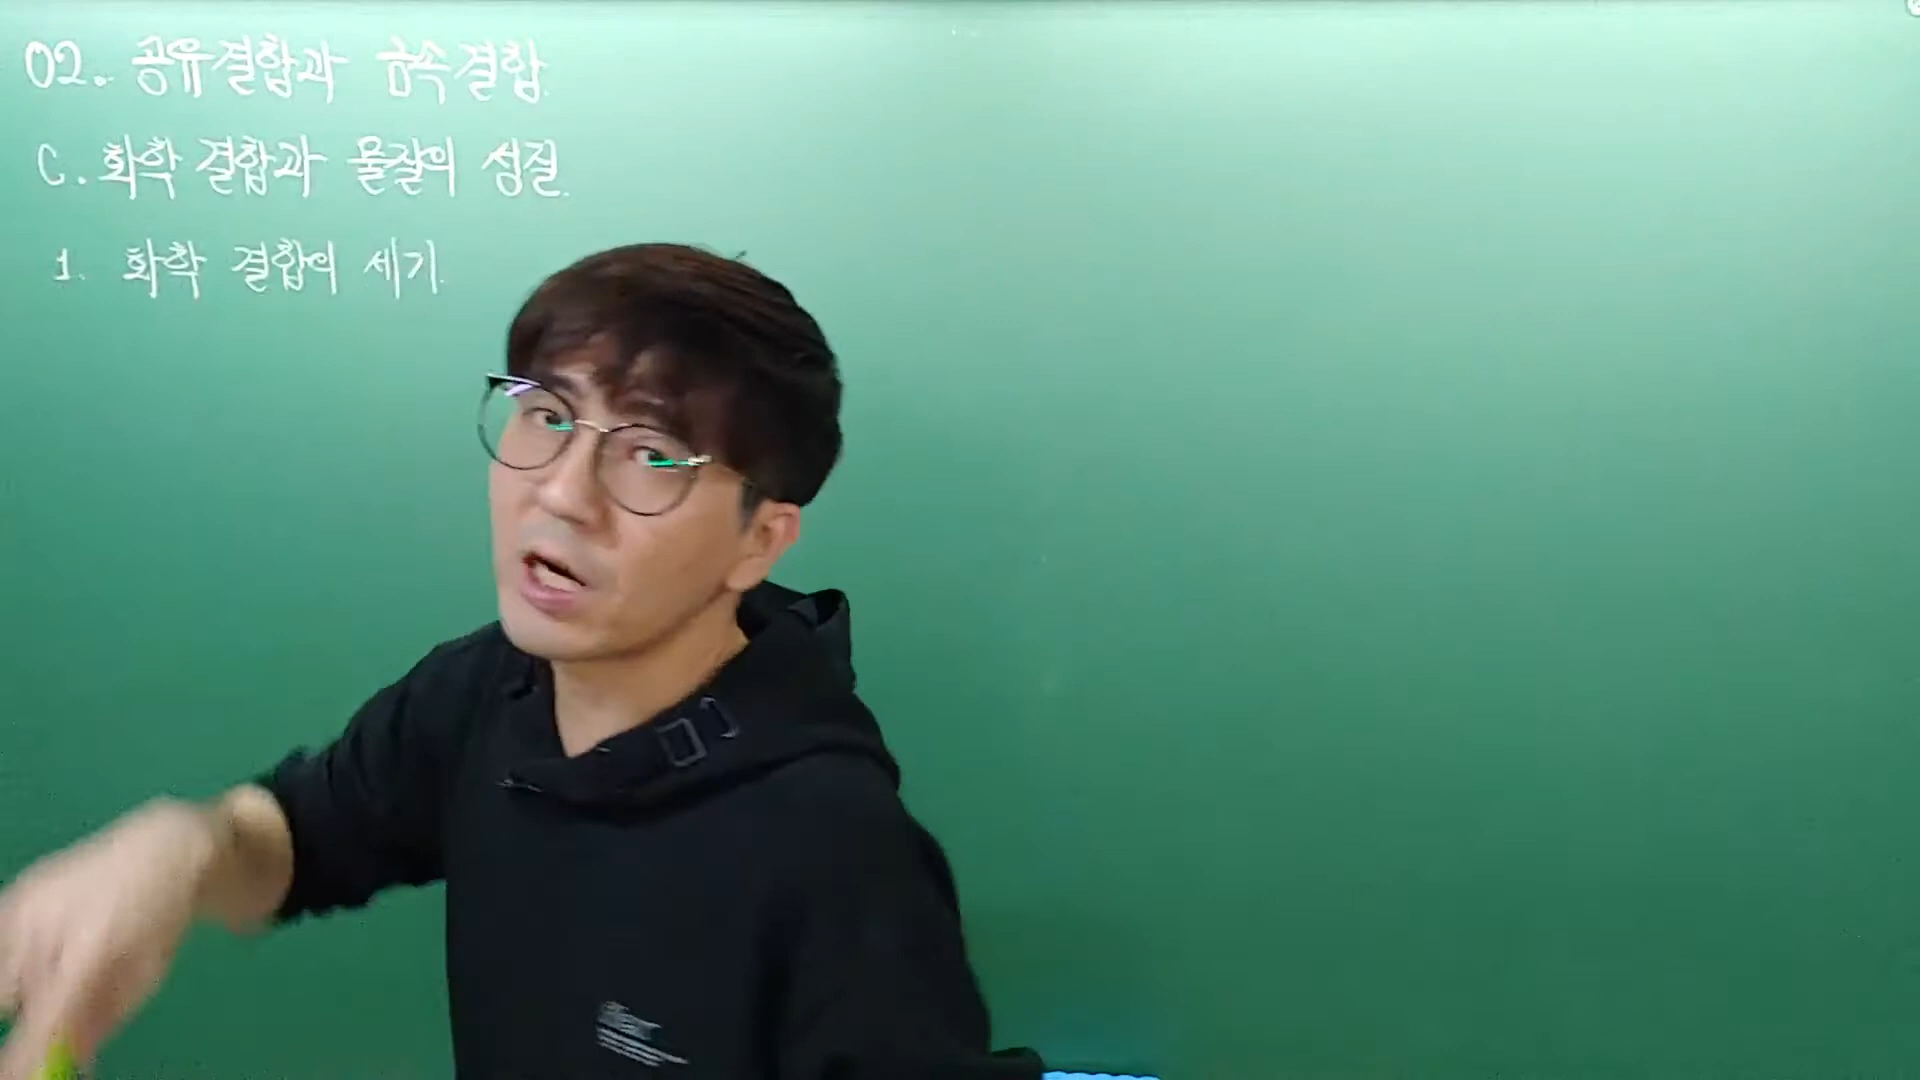 02. 공유결합과 금속결합.
C. 화학 결합과 물질의 성질.
1. 화학 결합의 세기.